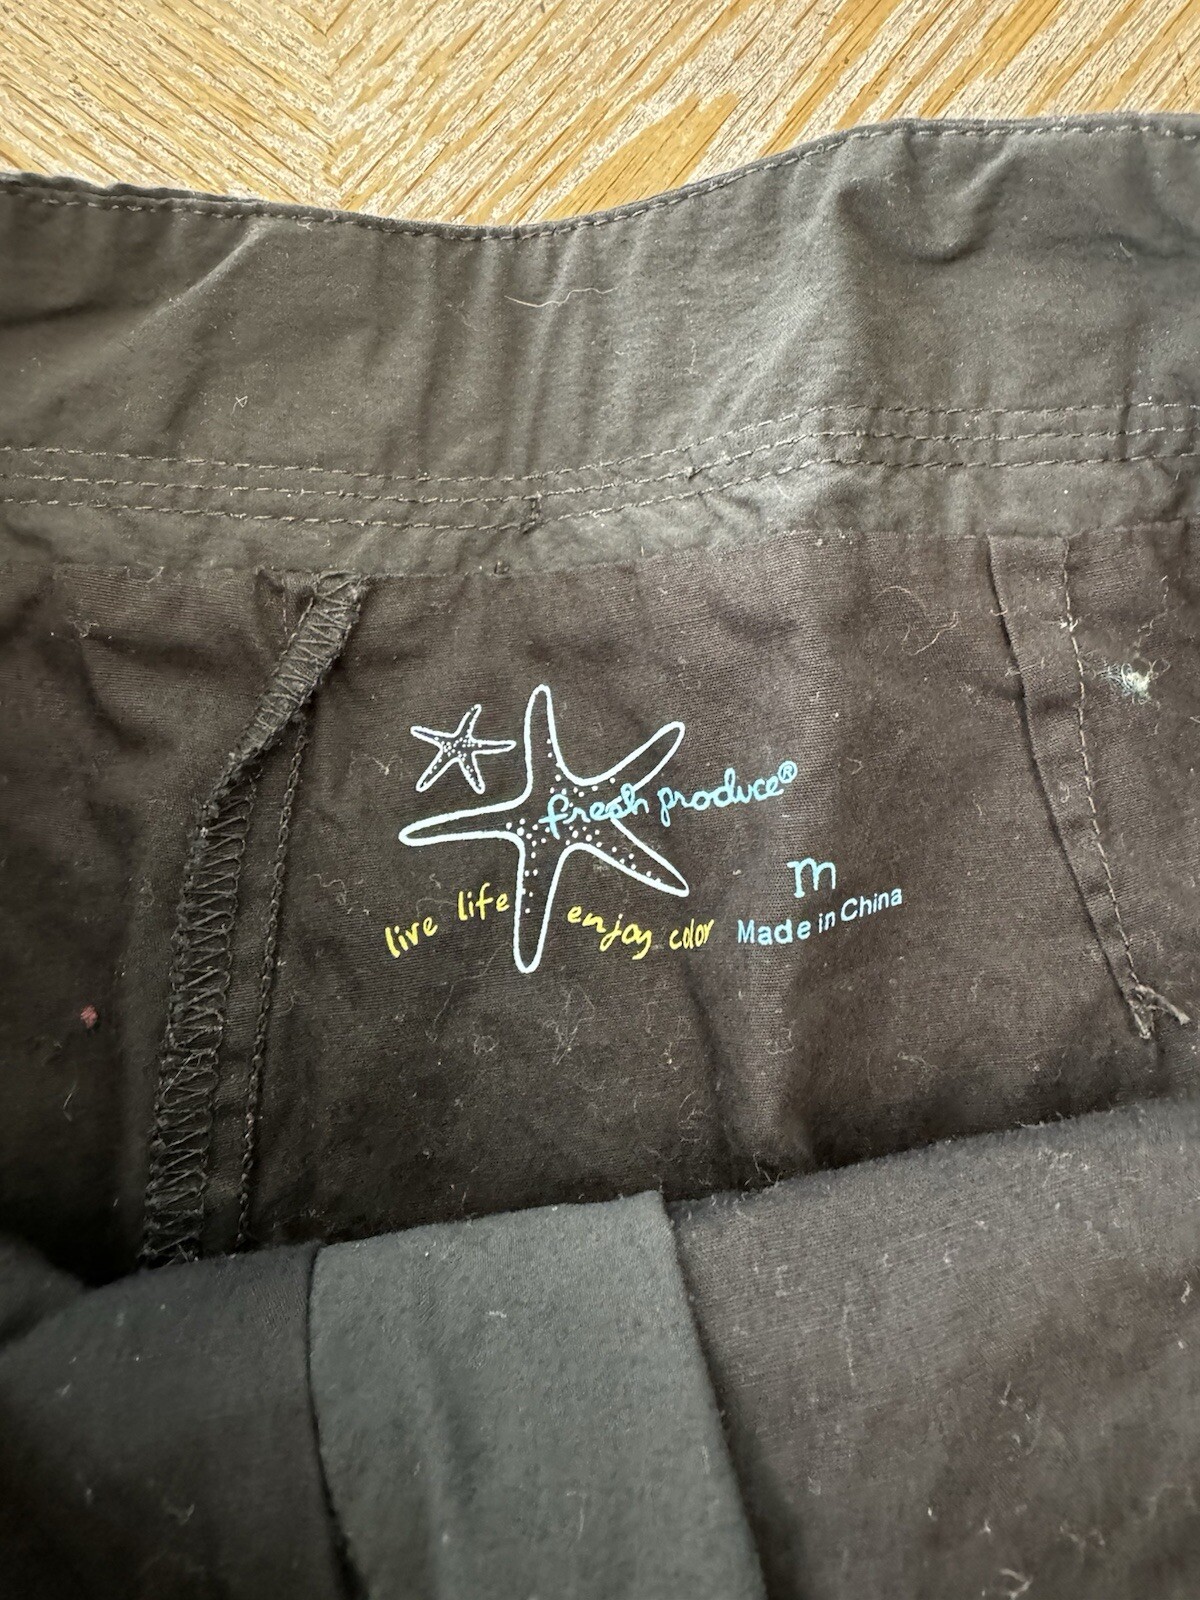 fresh produce®
live life enjoy color
m
Made in China